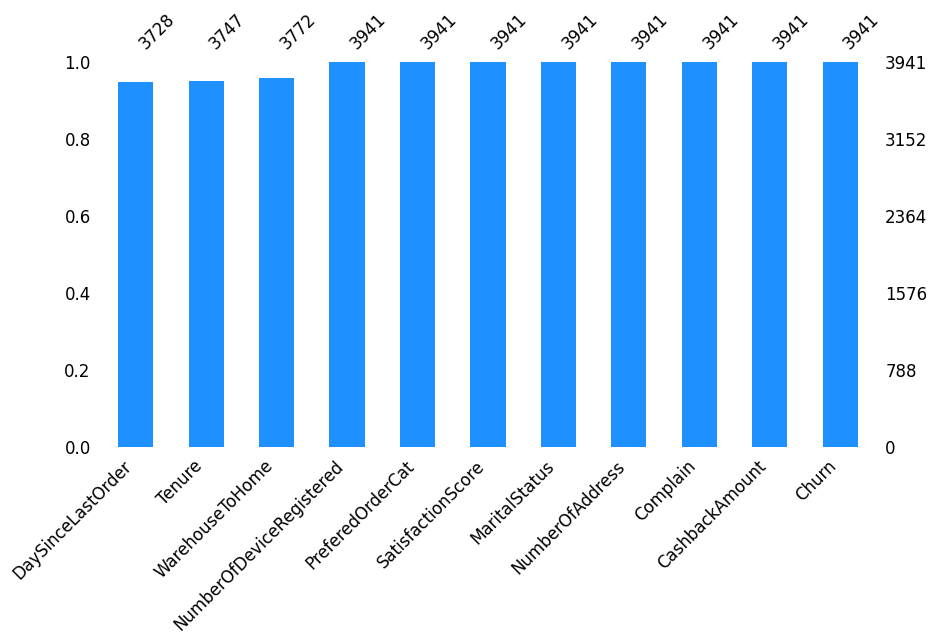 3728 3747 3772 3941 3941 3941 3941 3941 3941 3941 3941
1.0 3941
0.8 3152
0.6 2364
0.4 1576
0.2 788
0.0 0
DaySinceLastOrder
Tenure
WarehouseToHome
NumberOfDeviceRegistered
PreferedOrderCat
SatisfactionScore
MaritalStatus
NumberOfAddress
Complain
CashbackAmount
Churn